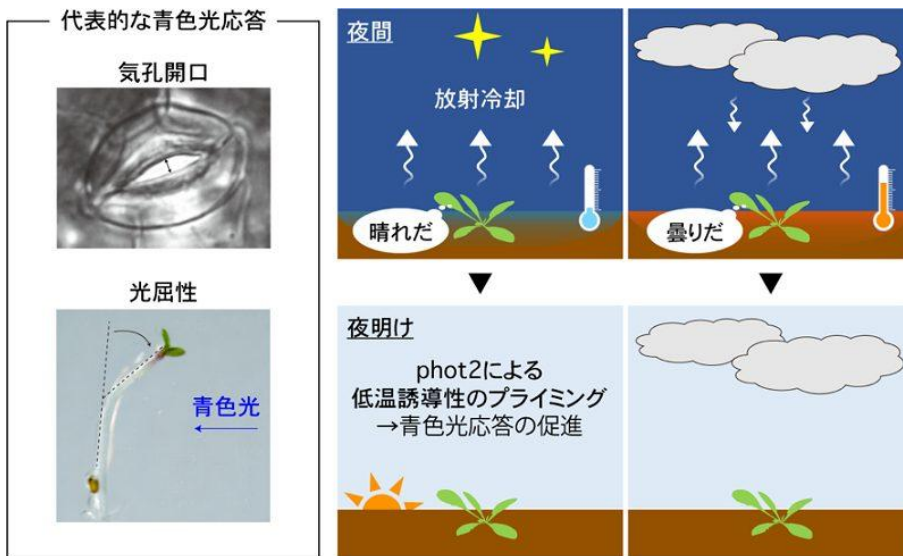 代表的な青色光応答
気孔開口
光屈性
青色光
夜間
放射冷却
晴れだ
曇りだ
夜明け
phot2による
低温誘導性のプライミング
→青色光応答の促進